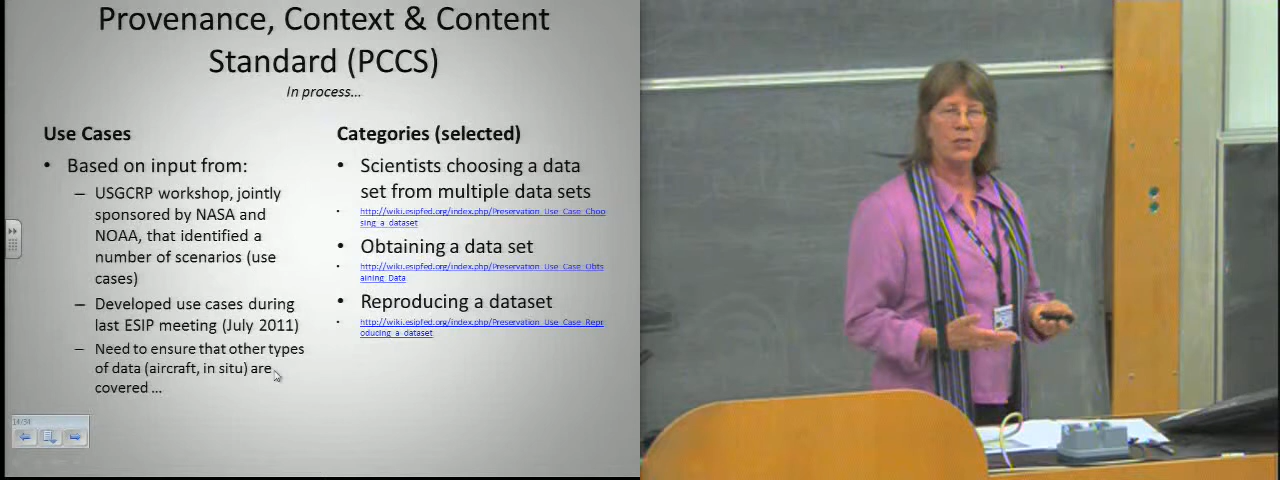 Provenance, Context & Content
Standard (PCCS)
In process...
Use Cases
• Based on input from:
– USGCRP workshop, jointly
sponsored by NASA and
NOAA, that identified a
number of scenarios (use
cases)
– Developed use cases during
last ESIP meeting (July 2011)
– Need to ensure that other types
of data (aircraft, in situ) are
covered ...
Categories (selected)
• Scientists choosing a data
set from multiple data sets
• http://wiki.esipfed.org/index.php/Preservation_Use_Case_Choo
sing_a_dataset
• Obtaining a data set
• http://wiki.esipfed.org/index.php/Preservation_Use_Case_Obts
aining_Data
• Reproducing a dataset
• http://wiki.esipfed.org/index.php/Preservation_Use_Case_Repr
oducing_a_dataset
14/34